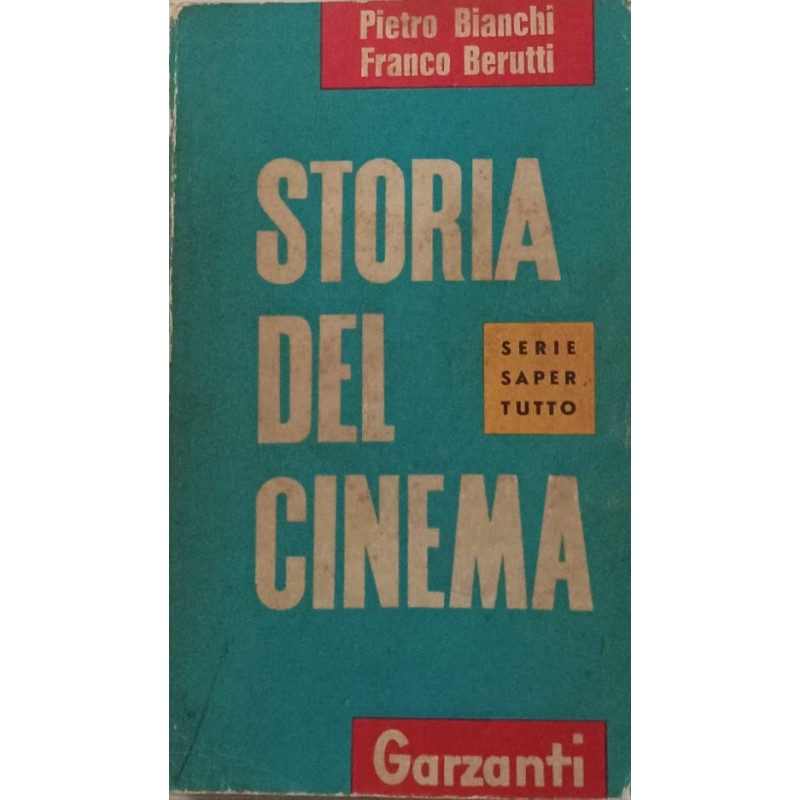 Pietro Bianchi
Franco Berutti
STORIA
DEL
CINEMA
SERIE
SAPER
TUTTO
Garzanti